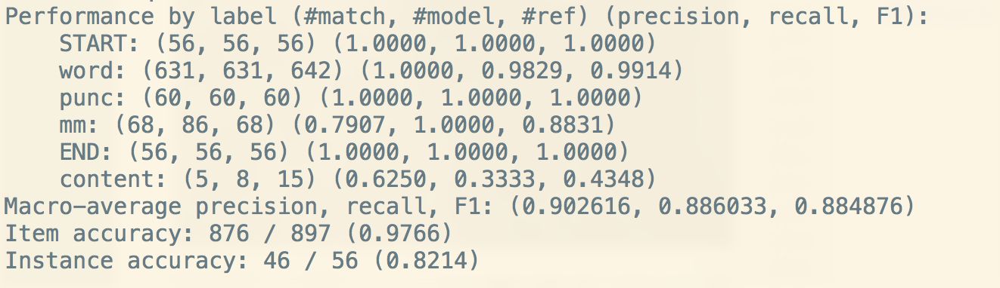 Performance by label (#match, #model, #ref) (precision, recall, F1):
START: (56, 56, 56) (1.0000, 1.0000, 1.0000)
word: (631, 631, 642) (1.0000, 0.9829, 0.9914)
punc: (60, 60, 60) (1.0000, 1.0000, 1.0000)
mm: (68, 86, 68) (0.7907, 1.0000, 0.8831)
END: (56, 56, 56) (1.0000, 1.0000, 1.0000)
content: (5, 8, 15) (0.6250, 0.3333, 0.4348)
Macro-average precision, recall, F1: (0.902616, 0.886033, 0.884876)
Item accuracy: 876 / 897 (0.9766)
Instance accuracy: 46 / 56 (0.8214)